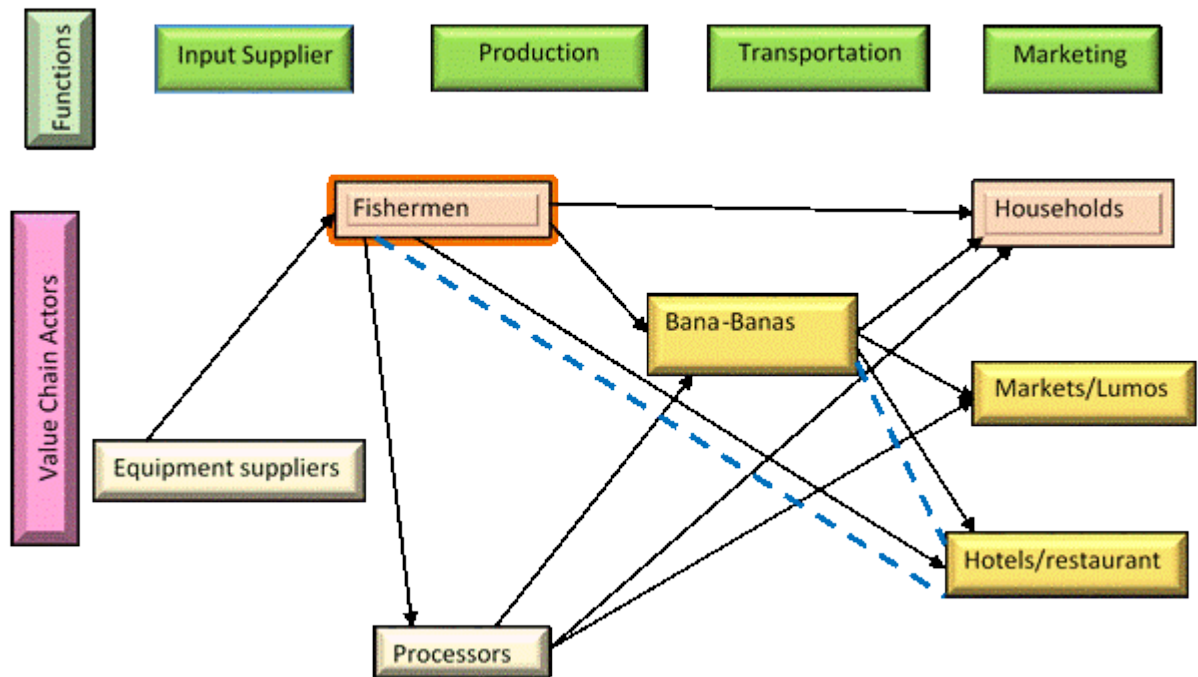 Functions
Input Supplier
Production
Transportation
Marketing
Value Chain Actors
Fishermen
Households
Bana-Banas
Markets/Lumos
Equipment suppliers
Hotels/restaurant
Processors